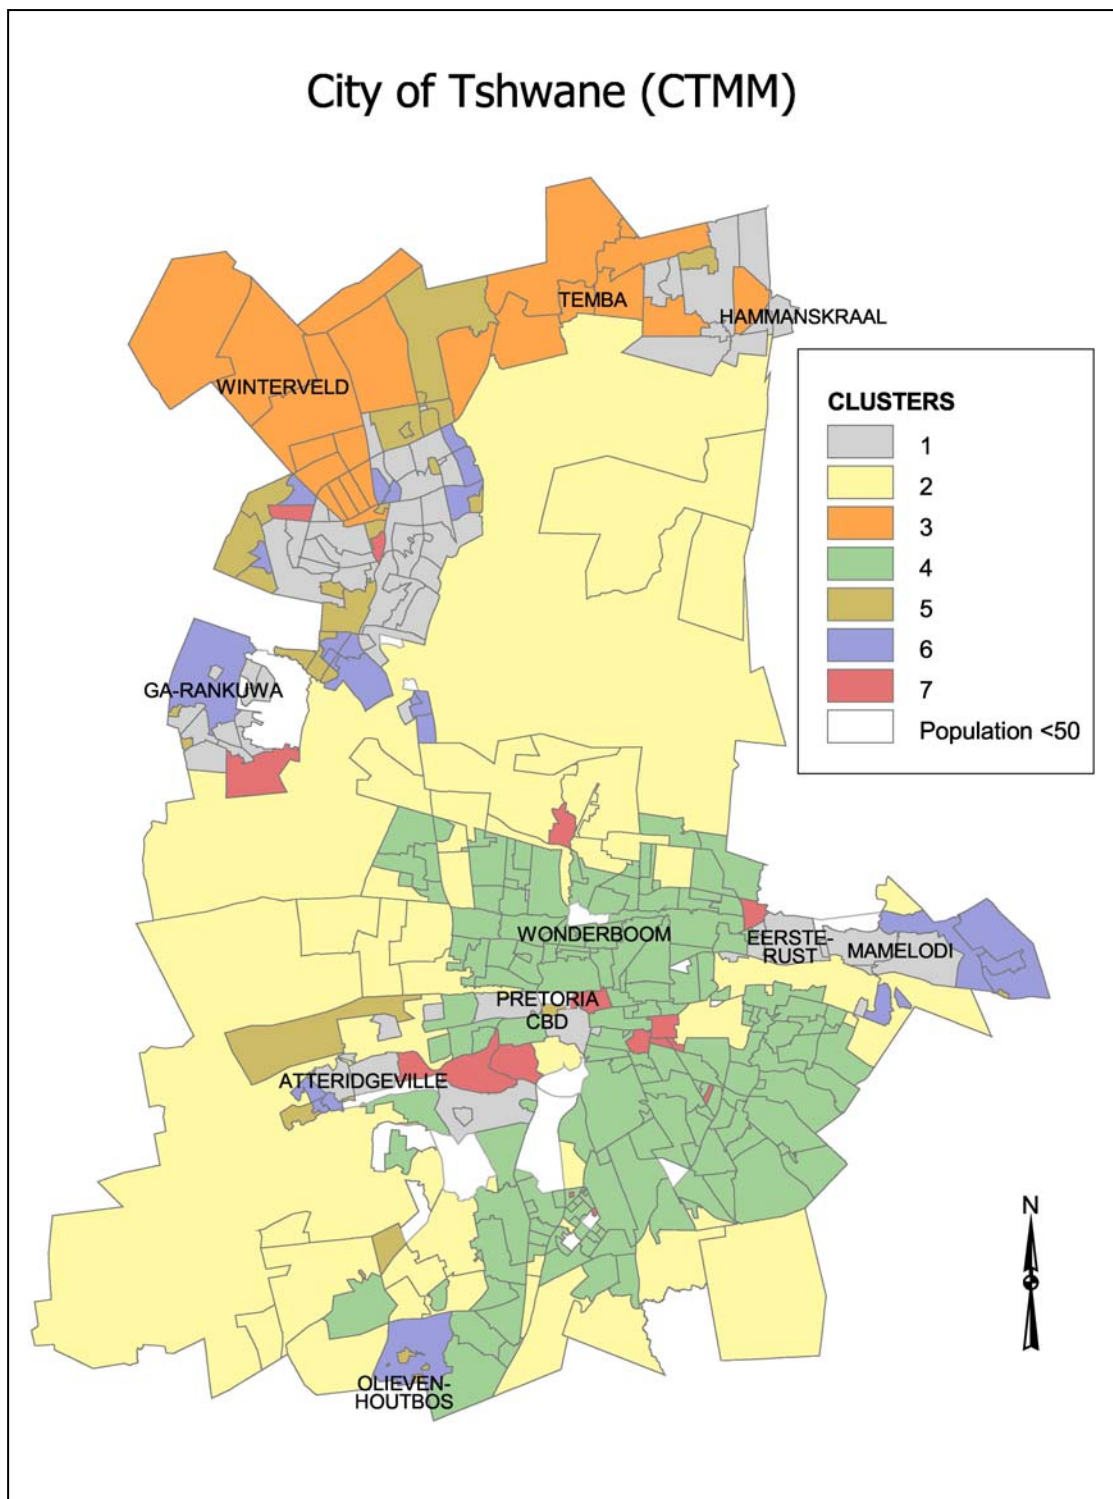 City of Tshwane (CTMM)
TEMBA
HAMMANSKRAAL
WINTERVELD
CLUSTERS
1
2
3
4
5
6
7
Population <50
GA-RANKUWA
WONDERBOOM
EERSTE-
RUST
MAMELODI
PRETORIA
CBD
ATTERIDGEVILLE
N
OLIEVEN-
HOUTBOS